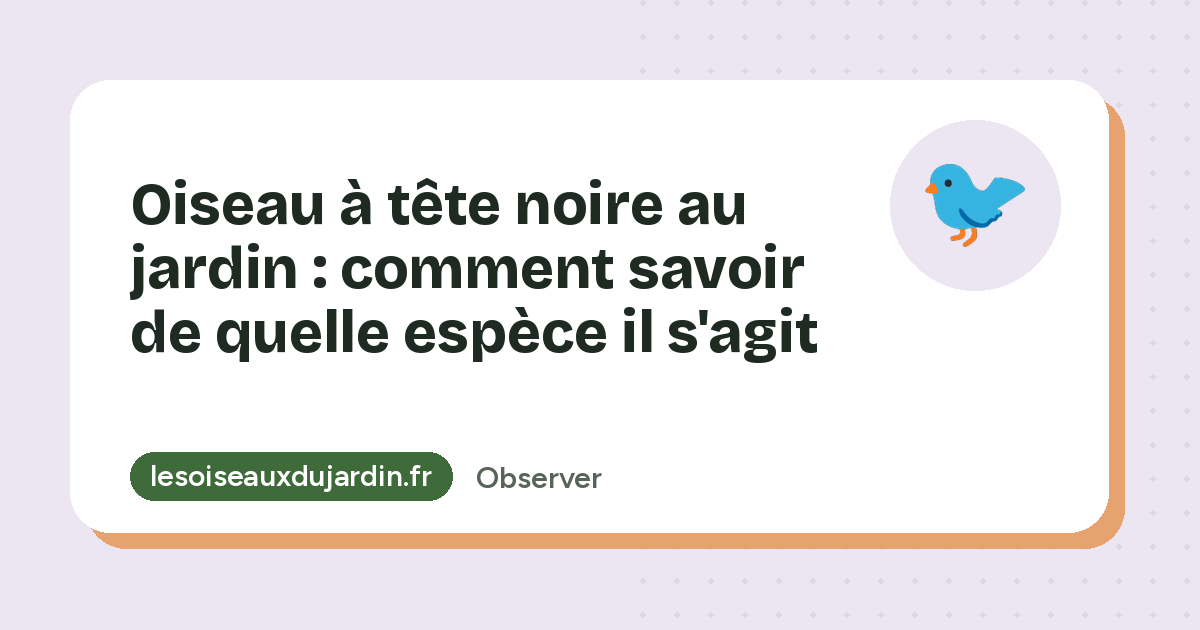 Oiseau à tête noire au
jardin : comment savoir
de quelle espèce il s'agit
lesoiseauxdujardin.fr
Observer